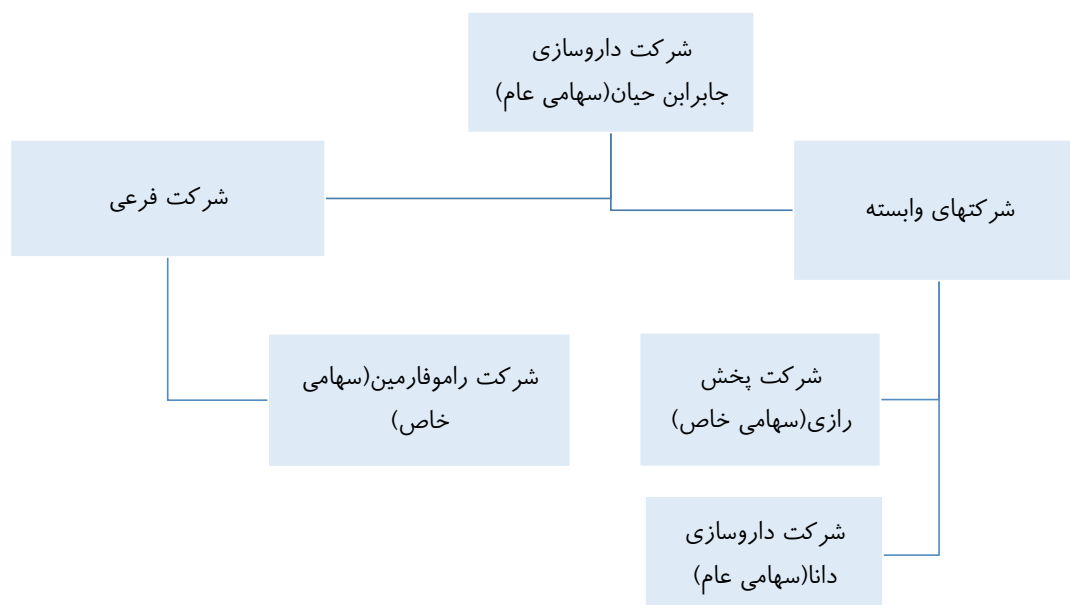 شرکت داروسازی
جابرابن حیان(سهامی عام)
شرکتهای وابسته
شرکت فرعی
شرکت پخش
رازی(سهامی خاص)
شرکت راموفارمین(سهامی
خاص)
شرکت داروسازی
دانا(سهامی عام)